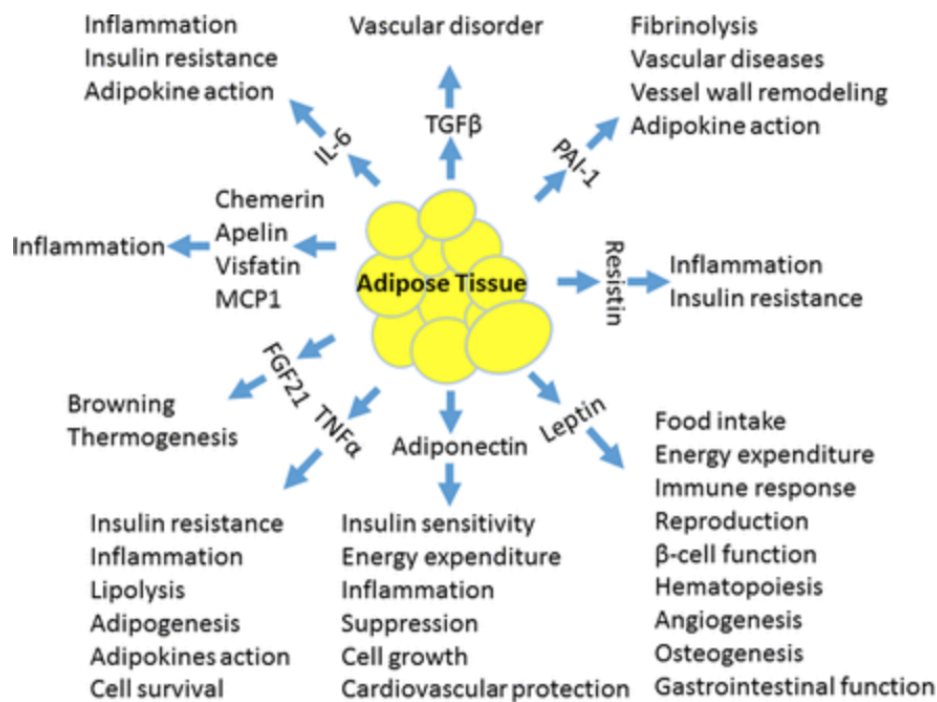 Inflammation
Insulin resistance
Adipokine action
IL-6
Vascular disorder
TGFβ
Fibrinolysis
Vascular diseases
Vessel wall remodeling
Adipokine action
PAI-1
Inflammation
Chemerin
Apelin
Visfatin
MCP1
Adipose Tissue
Resistin
Inflammation
Insulin resistance
FGF21
Browning
Thermogenesis
TNFα
Insulin resistance
Inflammation
Lipolysis
Adipogenesis
Adipokines action
Cell survival
Adiponectin
Insulin sensitivity
Energy expenditure
Inflammation
Suppression
Cell growth
Cardiovascular protection
Leptin
Food intake
Energy expenditure
Immune response
Reproduction
β-cell function
Hematopoiesis
Angiogenesis
Osteogenesis
Gastrointestinal function